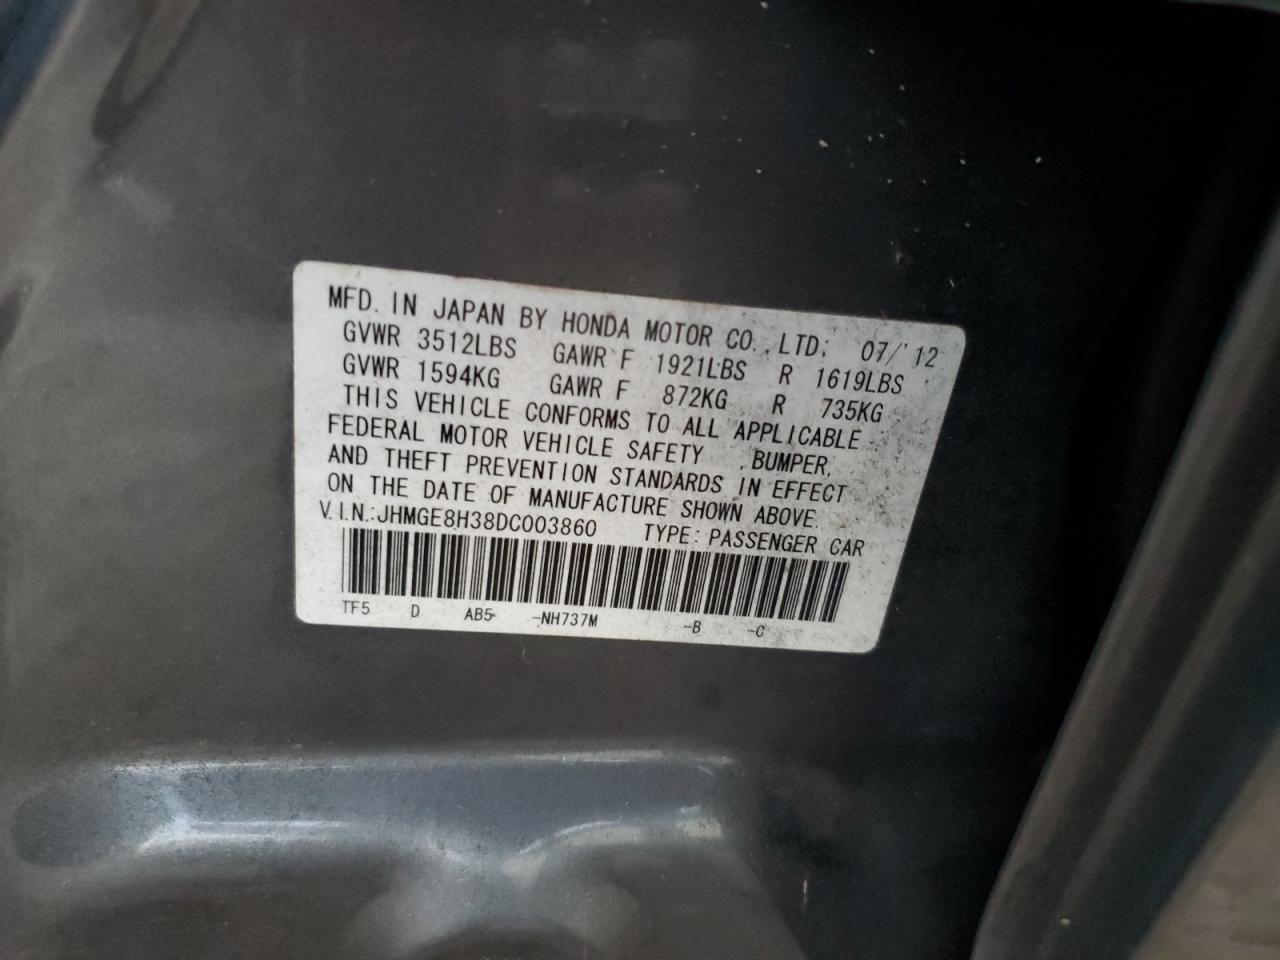 MFD. IN JAPAN BY HONDA MOTOR CO., LTD. 07/'12
GVWR 3512LBS GAWR F 1921LBS R 1619LBS
GVWR 1594KG GAWR F 872KG R 735KG
THIS VEHICLE CONFORMS TO ALL APPLICABLE
FEDERAL MOTOR VEHICLE SAFETY , BUMPER,
AND THEFT PREVENTION STANDARDS IN EFFECT
ON THE DATE OF MANUFACTURE SHOWN ABOVE.
V.I.N.:JHMGE8H38DC003860 TYPE:PASSENGER CAR
TF5 D AB5- -NH737M -B -C